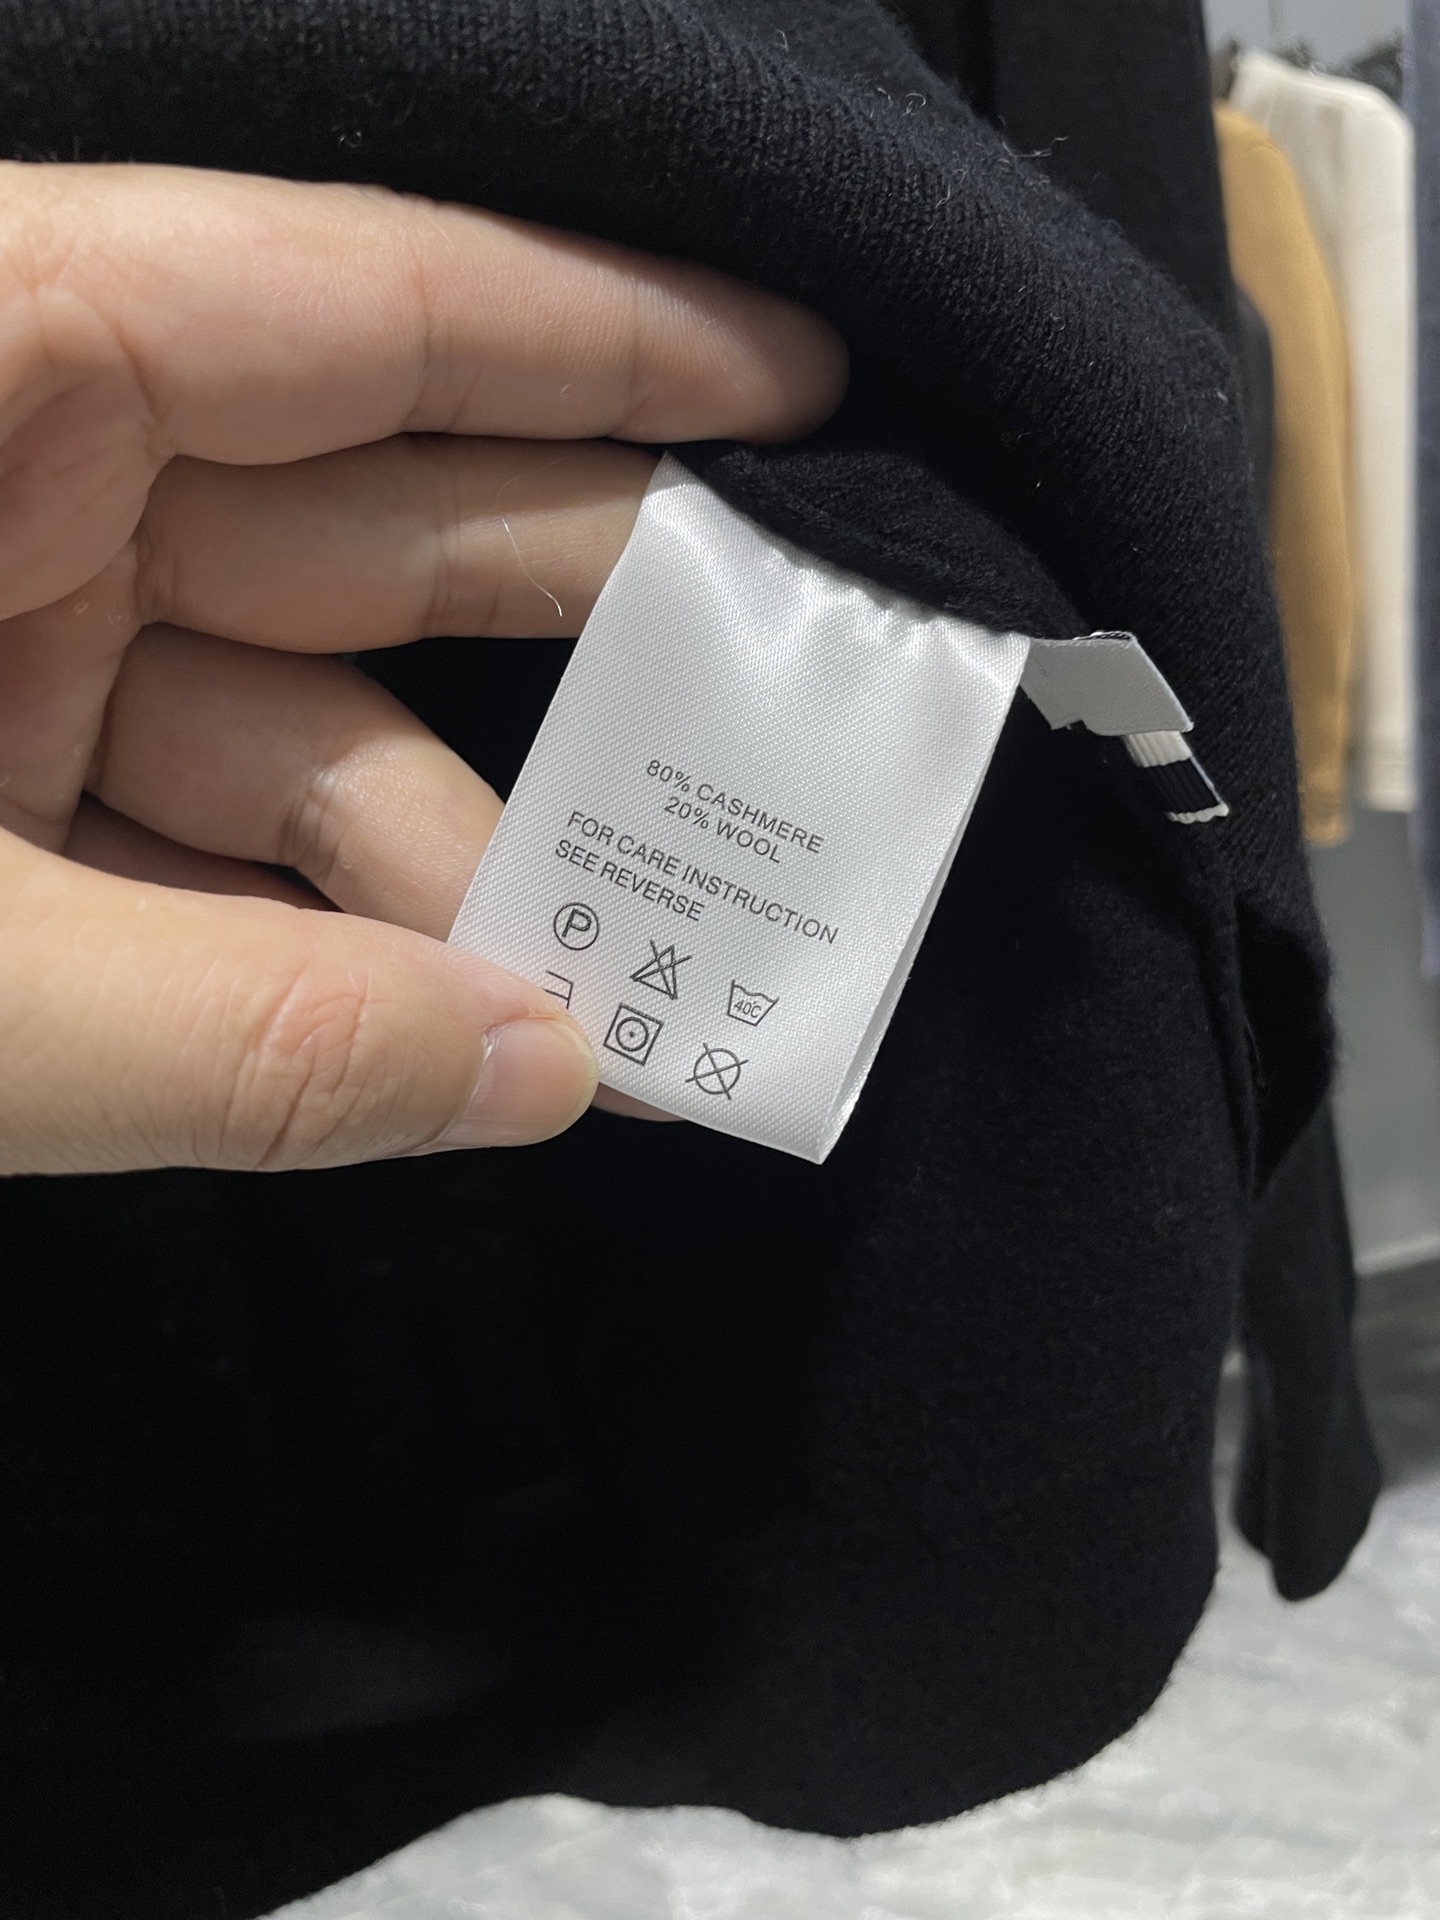 80% CASHMERE
20% WOOL
FOR CARE INSTRUCTION
SEE REVERSE
P
40C